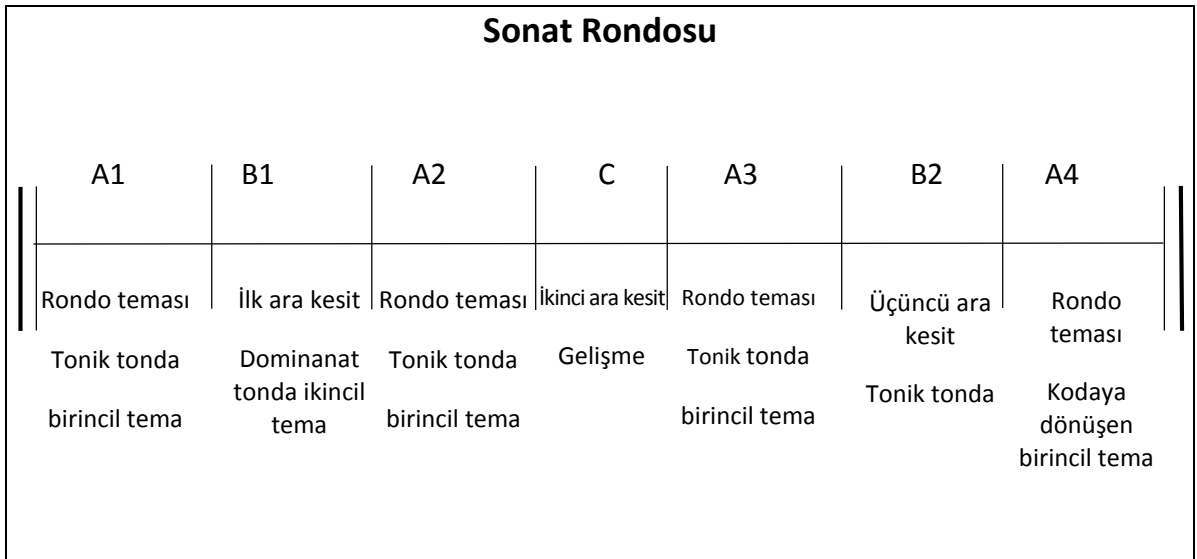 Sonat Rondosu
A1 B1 A2 C A3 B2 A4
Rondo teması
Tonik tonda
birincil tema
İlk ara kesit
Dominanat
tonda ikincil
tema
Rondo teması
Tonik tonda
birincil tema
İkinci ara kesit
Gelişme
Rondo teması
Tonik tonda
birincil tema
Üçüncü ara
kesit
Tonik tonda
Rondo
teması
Kodaya
dönüşen
birincil tema